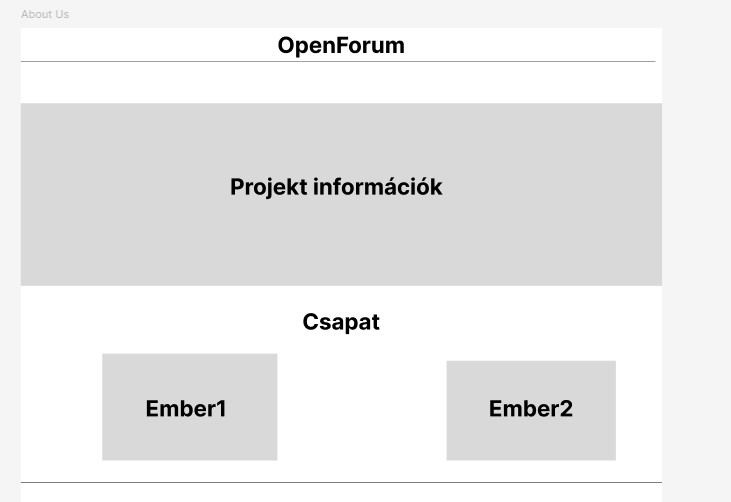 About Us
OpenForum
Projekt információk
Csapat
Ember1
Ember2